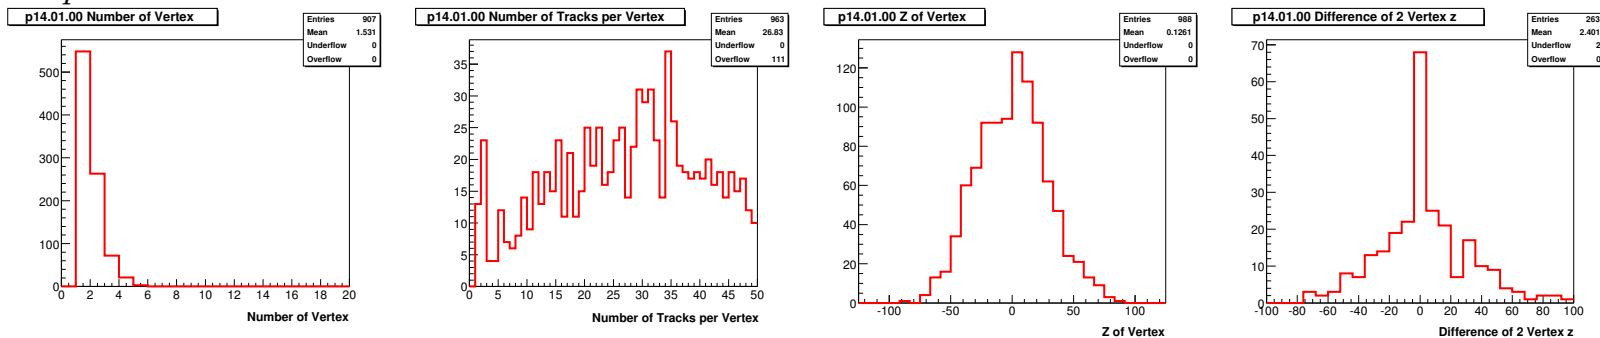 p14.01.00 Number of Vertex
Entries 907
Mean 1.531
Underflow 0
Overflow 0
500
400
300
200
100
0
0 2 4 6 8 10 12 14 16 18 20
Number of Vertex
p14.01.00 Number of Tracks per Vertex
Entries 963
Mean 26.83
Underflow 0
Overflow 111
35
30
25
20
15
10
5
0
0 5 10 15 20 25 30 35 40 45 50
Number of Tracks per Vertex
p14.01.00 Z of Vertex
Entries 988
Mean 0.1261
Underflow 0
Overflow 0
120
100
80
60
40
20
0
-100 -50 0 50 100
Z of Vertex
p14.01.00 Difference of 2 Vertex z
Entries 263
Mean 2.401
Underflow 2
Overflow 0
70
60
50
40
30
20
10
0
-100 -80 -60 -40 -20 0 20 40 60 80 100
Difference of 2 Vertex z